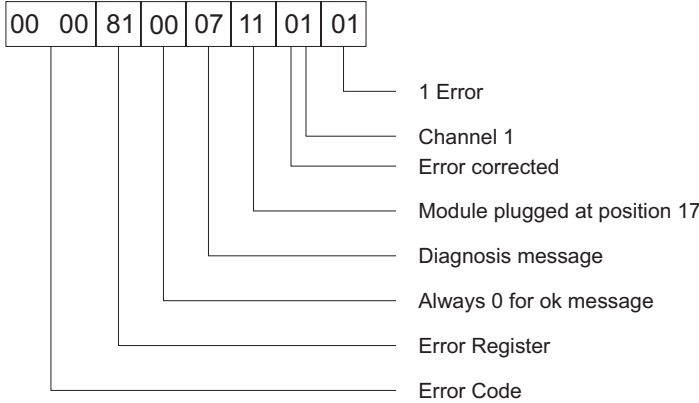 00 00 81 00 07 11 01 01
1 Error
Channel 1
Error corrected
Module plugged at position 17
Diagnosis message
Always 0 for ok message
Error Register
Error Code